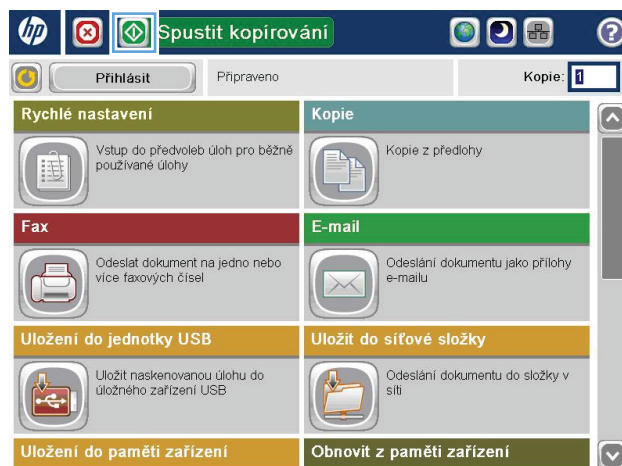 hp
Spustit kopírování
?
Přihlásit
Připraveno
Kopie: 1
Rychlé nastavení
Vstup do předvoleb úloh pro běžně
používané úlohy
Kopie
Kopie z předlohy
Fax
Odeslat dokument na jedno nebo
více faxových čísel
E-mail
Odeslání dokumentu jako přílohy
e-mailu
Uložení do jednotky USB
Uložit naskenovanou úlohu do
úložného zařízení USB
Uložit do síťové složky
Odeslání dokumentu do složky v
síti
Uložení do paměti zařízení
Obnovit z paměti zařízení